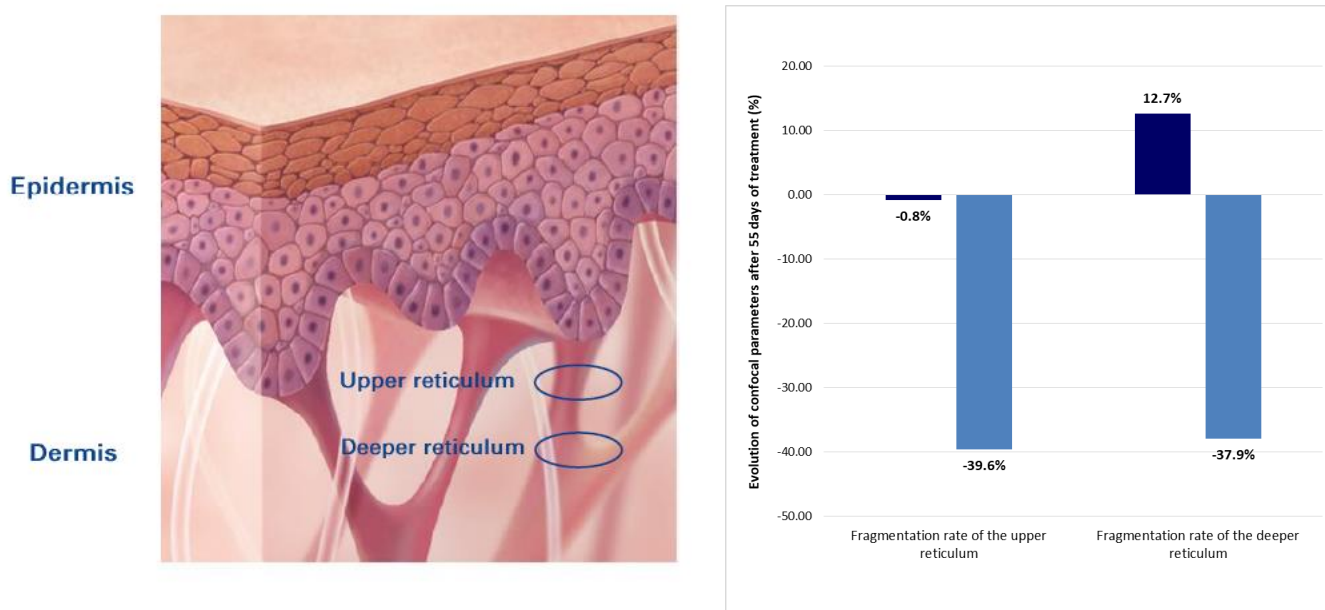 Epidermis
Upper reticulum
Deeper reticulum
Dermis
Evolution of confocal parameters after 55 days of treatment (%)
20.00
10.00
0.00
-10.00
-20.00
-30.00
-40.00
-50.00
-0.8%
-39.6%
12.7%
-37.9%
Fragmentation rate of the upper
reticulum
Fragmentation rate of the deeper
reticulum